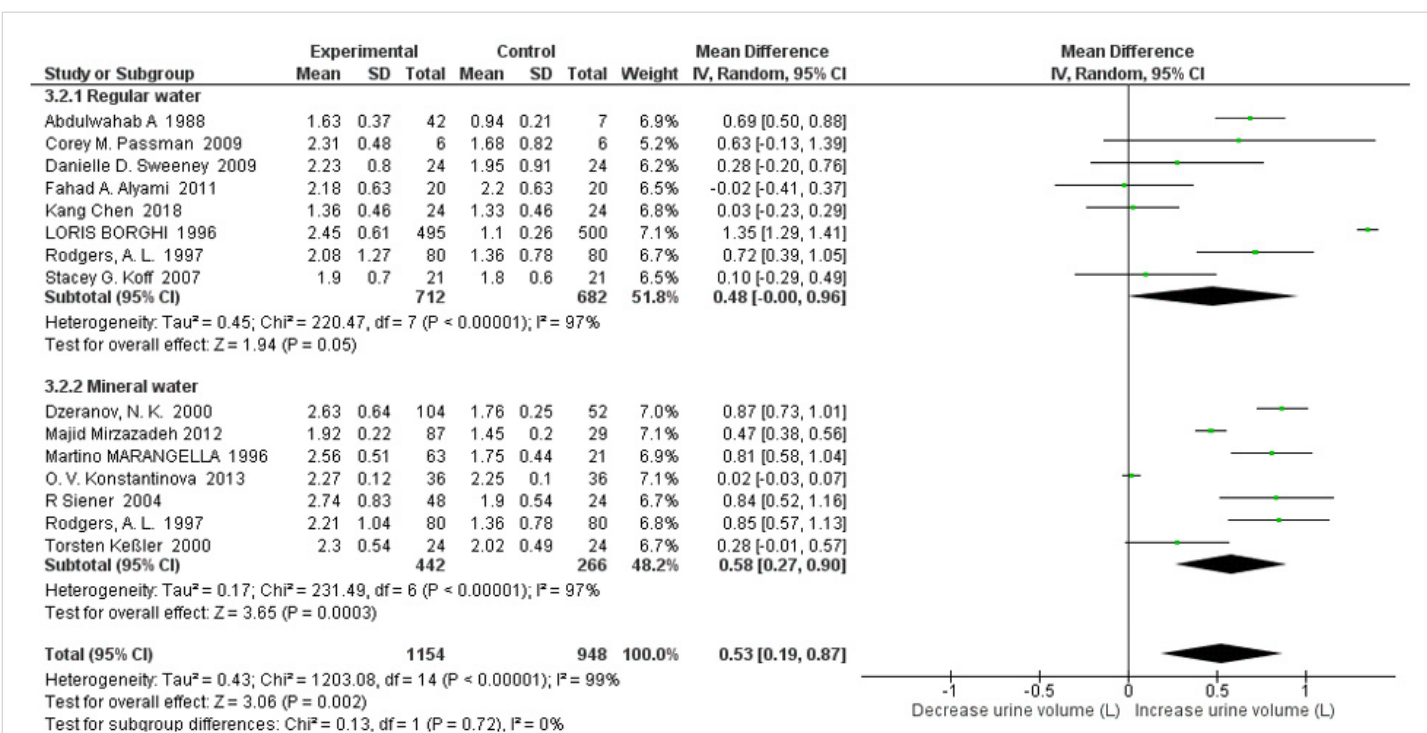 Experimental Control Mean Difference Mean Difference
Study or Subgroup Mean SD Total Mean SD Total Weight IV, Random, 95% CI IV, Random, 95% CI
3.2.1 Regular water
Abdulwahab A 1988 1.63 0.37 42 0.94 0.21 7 6.9% 0.69 [0.50, 0.88]
Corey M. Passman 2009 2.31 0.48 6 1.68 0.82 6 5.2% 0.63 [-0.13, 1.39]
Danielle D. Sweeney 2009 2.23 0.8 24 1.95 0.91 24 6.2% 0.28 [-0.20, 0.76]
Fahad A. Alyami 2011 2.18 0.63 20 2.2 0.63 20 6.5% -0.02 [-0.41, 0.37]
Kang Chen 2018 1.36 0.46 24 1.33 0.46 24 6.8% 0.03 [-0.23, 0.29]
LORIS BORGHI 1996 2.45 0.61 495 1.1 0.26 500 7.1% 1.35 [1.29, 1.41]
Rodgers, A. L. 1997 2.08 1.27 80 1.36 0.78 80 6.7% 0.72 [0.39, 1.05]
Stacey G. Koff 2007 1.9 0.7 21 1.8 0.6 21 6.5% 0.10 [-0.29, 0.49]
Subtotal (95% CI) 712 682 51.8% 0.48 [-0.00, 0.96]
Heterogeneity: Tau² = 0.45; Chi² = 220.47, df = 7 (P < 0.00001); I² = 97%
Test for overall effect: Z = 1.94 (P = 0.05)
3.2.2 Mineral water
Dzeranov, N. K. 2000 2.63 0.64 104 1.76 0.25 52 7.0% 0.87 [0.73, 1.01]
Majid Mirzazadeh 2012 1.92 0.22 87 1.45 0.2 29 7.1% 0.47 [0.38, 0.56]
Martino MARANGELLA 1996 2.56 0.51 63 1.75 0.44 21 6.9% 0.81 [0.58, 1.04]
O. V. Konstantinova 2013 2.27 0.12 36 2.25 0.1 36 7.1% 0.02 [-0.03, 0.07]
R Siener 2004 2.74 0.83 48 1.9 0.54 24 6.7% 0.84 [0.52, 1.16]
Rodgers, A. L. 1997 2.21 1.04 80 1.36 0.78 80 6.8% 0.85 [0.57, 1.13]
Torsten Keßler 2000 2.3 0.54 24 2.02 0.49 24 6.7% 0.28 [-0.01, 0.57]
Subtotal (95% CI) 442 266 48.2% 0.58 [0.27, 0.90]
Heterogeneity: Tau² = 0.17; Chi² = 231.49, df = 6 (P < 0.00001); I² = 97%
Test for overall effect: Z = 3.65 (P = 0.0003)
Total (95% CI) 1154 948 100.0% 0.53 [0.19, 0.87]
Heterogeneity: Tau² = 0.43; Chi² = 1203.08, df = 14 (P < 0.00001); I² = 99%
Test for overall effect: Z = 3.06 (P = 0.002)
Test for subgroup differences: Chi² = 0.13, df = 1 (P = 0.72), I² = 0%
-1 -0.5 0 0.5 1
Decrease urine volume (L) Increase urine volume (L)